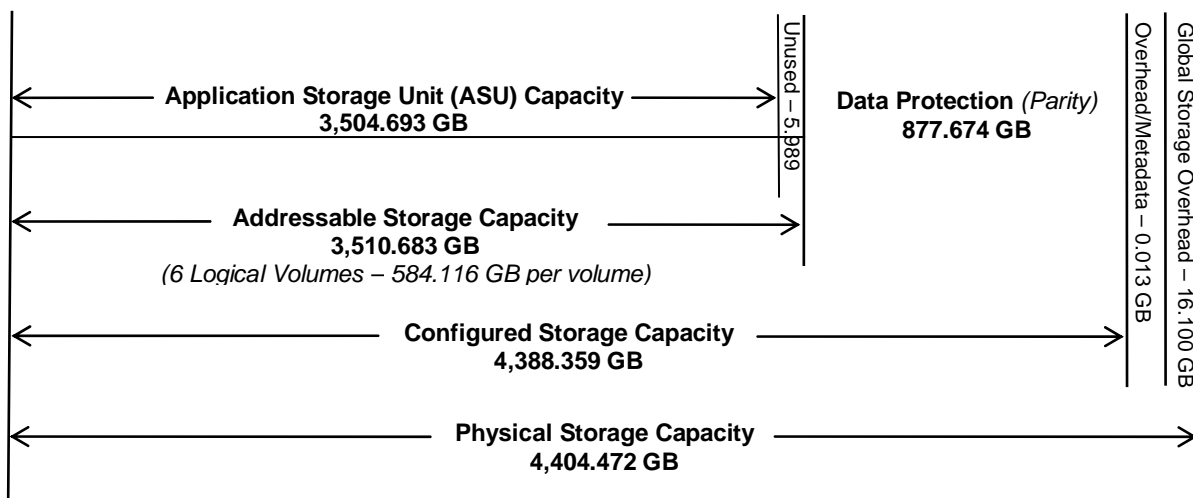 Application Storage Unit (ASU) Capacity
3,504.693 GB
Unused – 5.989
Data Protection (Parity)
877.674 GB
Overhead/Metadata – 0.013 GB
Global Storage Overhead – 16.100 GB
Addressable Storage Capacity
3,510.683 GB
(6 Logical Volumes – 584.116 GB per volume)
Configured Storage Capacity
4,388.359 GB
Physical Storage Capacity
4,404.472 GB